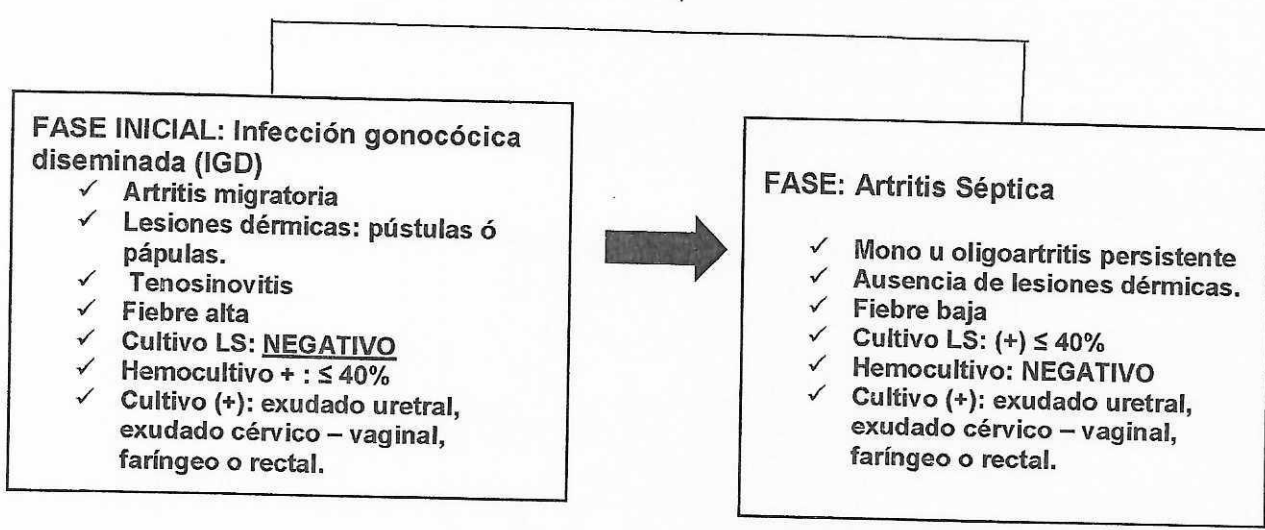 FASE INICIAL: Infección gonocócica
diseminada (IGD)
✓ Artritis migratoria
✓ Lesiones dérmicas: pústulas ó
pápulas.
✓ Tenosinovitis
✓ Fiebre alta
✓ Cultivo LS: NEGATIVO
✓ Hemocultivo + : ≤ 40%
✓ Cultivo (+): exudado uretral,
exudado cérvico – vaginal,
faríngeo o rectal.
FASE: Artritis Séptica
✓ Mono u oligoartritis persistente
✓ Ausencia de lesiones dérmicas.
✓ Fiebre baja
✓ Cultivo LS: (+) ≤ 40%
✓ Hemocultivo: NEGATIVO
✓ Cultivo (+): exudado uretral,
exudado cérvico – vaginal,
faríngeo o rectal.